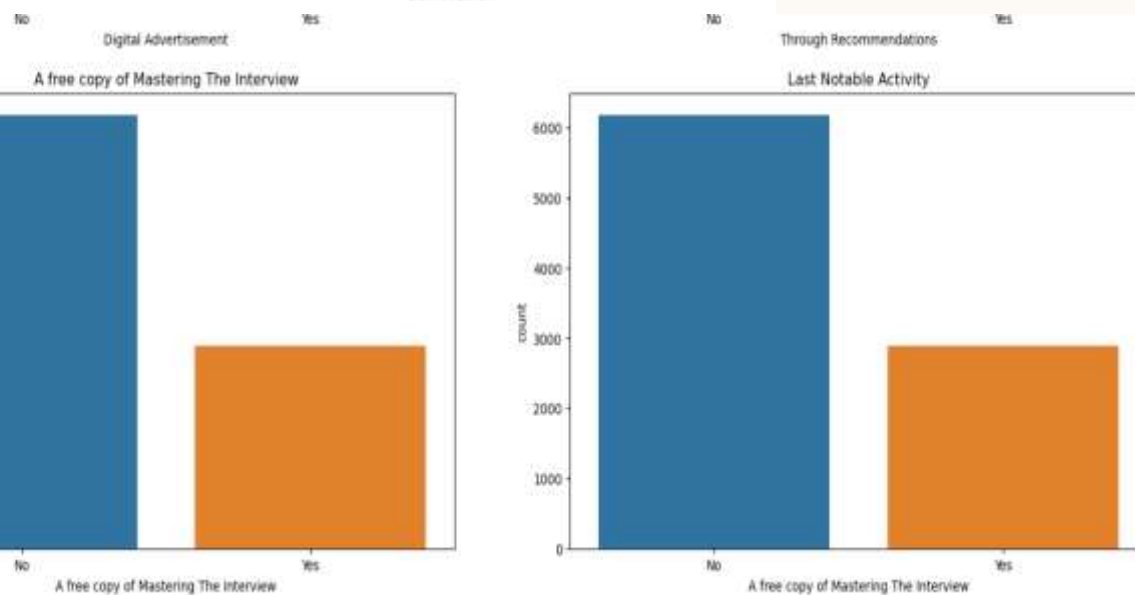 No Yes
Digital Advertisement
A free copy of Mastering The Interview
No Yes
A free copy of Mastering The Interview
No Yes
Through Recommendations
Last Notable Activity
6000
5000
4000
3000
2000
1000
0
count
No Yes
A free copy of Mastering The Interview